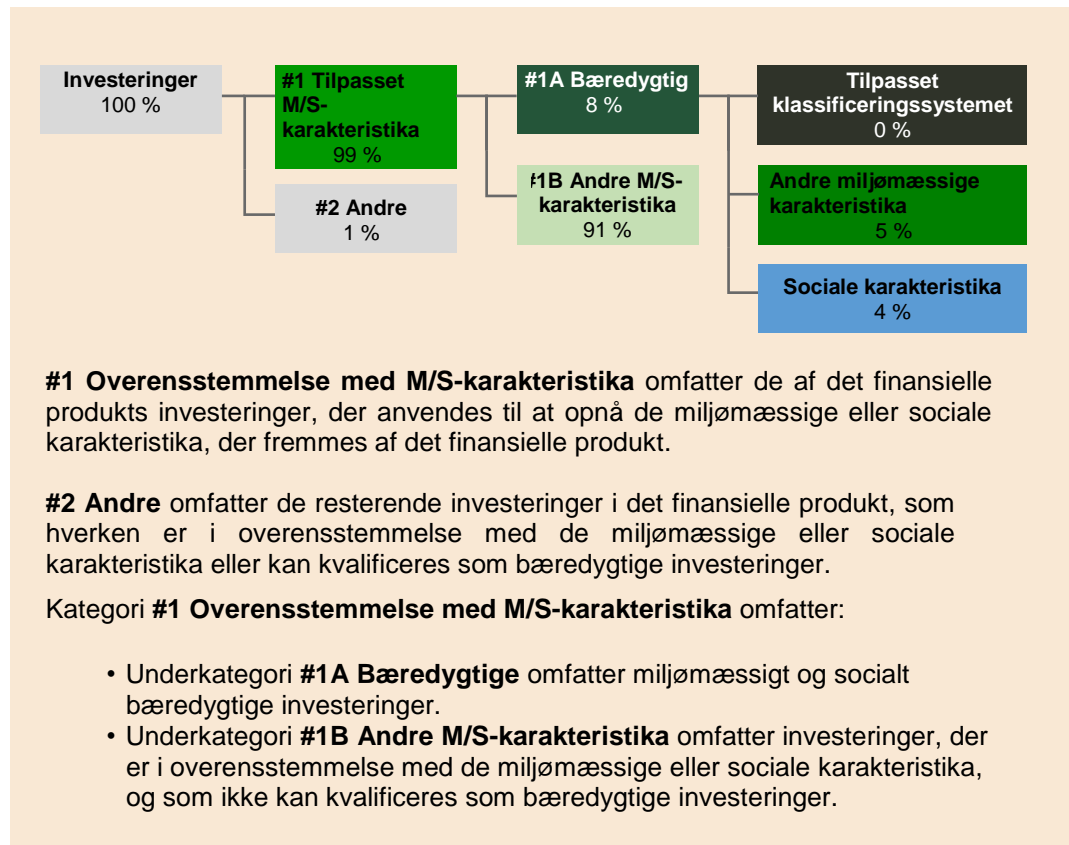 Investeringer
100 %
#1 Tilpasset
M/S-
karakteristika
99 %
#2 Andre
1 %
#1A Bæredygtig
8 %
#1B Andre M/S-
karakteristika
91 %
Tilpasset
klassificeringssystemet
0 %
Andre miljømæssige
karakteristika
5 %
Sociale karakteristika
4 %
#1 Overensstemmelse med M/S-karakteristika omfatter de af det finansielle
produkts investeringer, der anvendes til at opnå de miljømæssige eller sociale
karakteristika, der fremmes af det finansielle produkt.
#2 Andre omfatter de resterende investeringer i det finansielle produkt, som
hverken er i overensstemmelse med de miljømæssige eller sociale
karakteristika eller kan kvalificeres som bæredygtige investeringer.
Kategori #1 Overensstemmelse med M/S-karakteristika omfatter:
• Underkategori #1A Bæredygtige omfatter miljømæssigt og socialt
bæredygtige investeringer.
• Underkategori #1B Andre M/S-karakteristika omfatter investeringer, der
er i overensstemmelse med de miljømæssige eller sociale karakteristika,
og som ikke kan kvalificeres som bæredygtige investeringer.